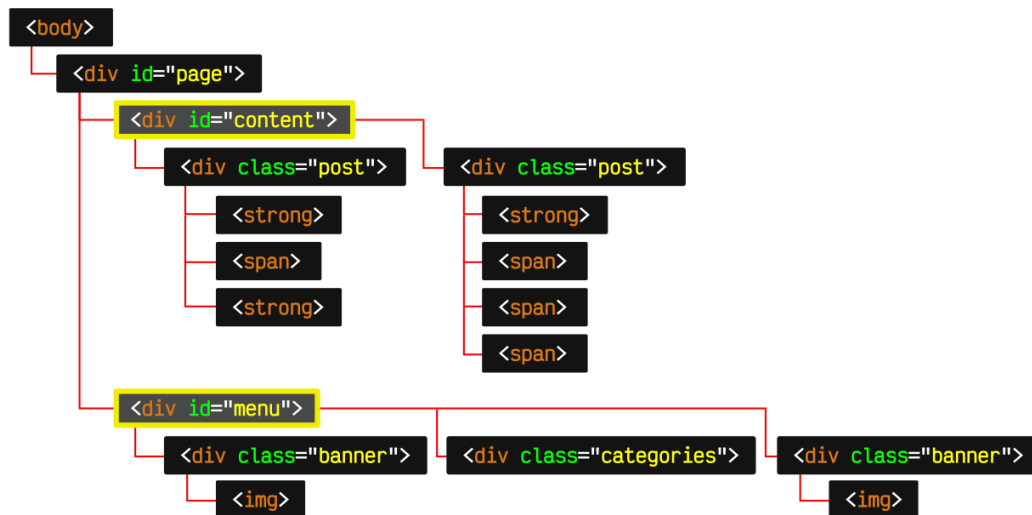 <body>
<div id="page">
<div id="content">
<div class="post"> <div class="post">
<strong> <strong>
<span> <span>
<strong> <span>
<span>
<div id="menu">
<div class="banner"> <div class="categories"> <div class="banner">
<img> <img>